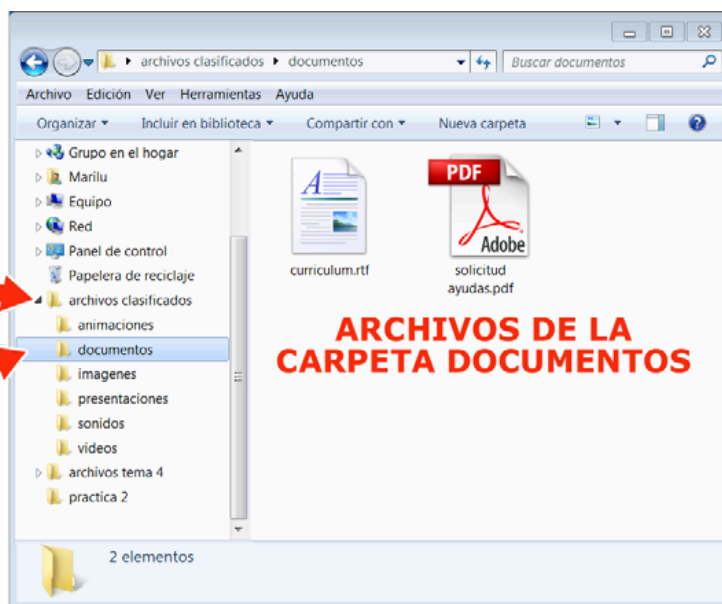 archivos clasificados documentos
Buscar documentos
Archivo Edición Ver Herramientas Ayuda
Organizar Incluir en biblioteca Compartir con Nueva carpeta
Grupo en el hogar
Marilu
Equipo
Red
Panel de control
Papelera de reciclaje
archivos clasificados
animaciones
documentos
imagenes
presentaciones
sonidos
videos
archivos tema 4
practica 2
A
curriculum.rtf
PDF
Adobe
solicitud
ayudas.pdf
ARCHIVOS DE LA
CARPETA DOCUMENTOS
2 elementos